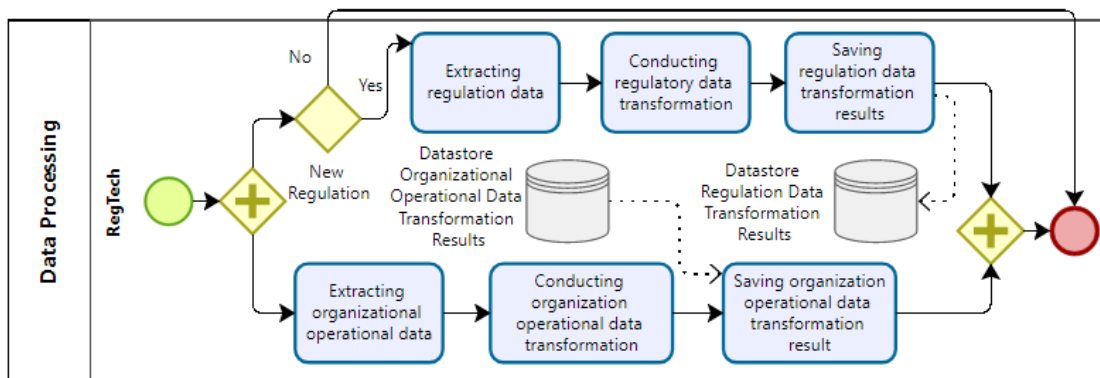 Data Processing
RegTech
No
Yes
New
Regulation
Extracting
regulation data
Conducting
regulatory data
transformation
Saving
regulation data
transformation
results
Datastore
Organizational
Operational Data
Transformation
Results
Datastore
Regulation Data
Transformation
Results
Extracting
organizational
operational data
Conducting
organization
operational data
transformation
Saving organization
operational data
transformation
result